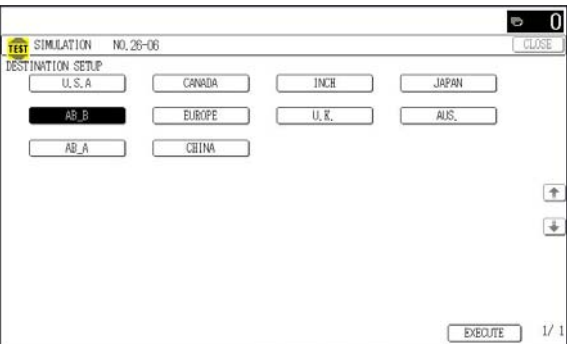 0
TEST SIMULATION NO. 26-06 CLOSE
DESTINATION SETUP
U.S.A CANADA INCH JAPAN
AB_B EUROPE U.K. AUS.
AB_A CHINA
EXECUTE 1/ 1